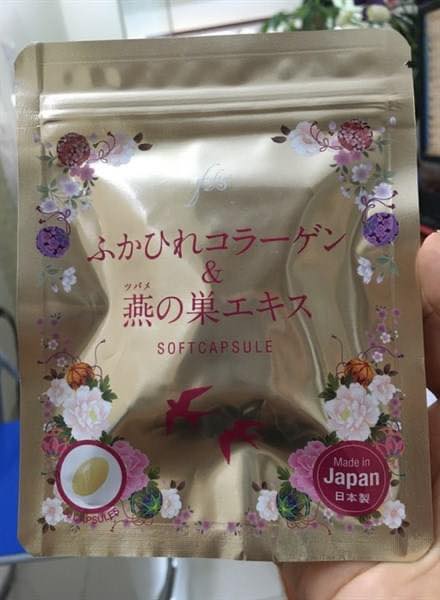 ふかひれコラーゲン
&
ツバメ
燕の巣エキス
SOFTCAPSULE
Made in
Japan
日本製
CAPSULES